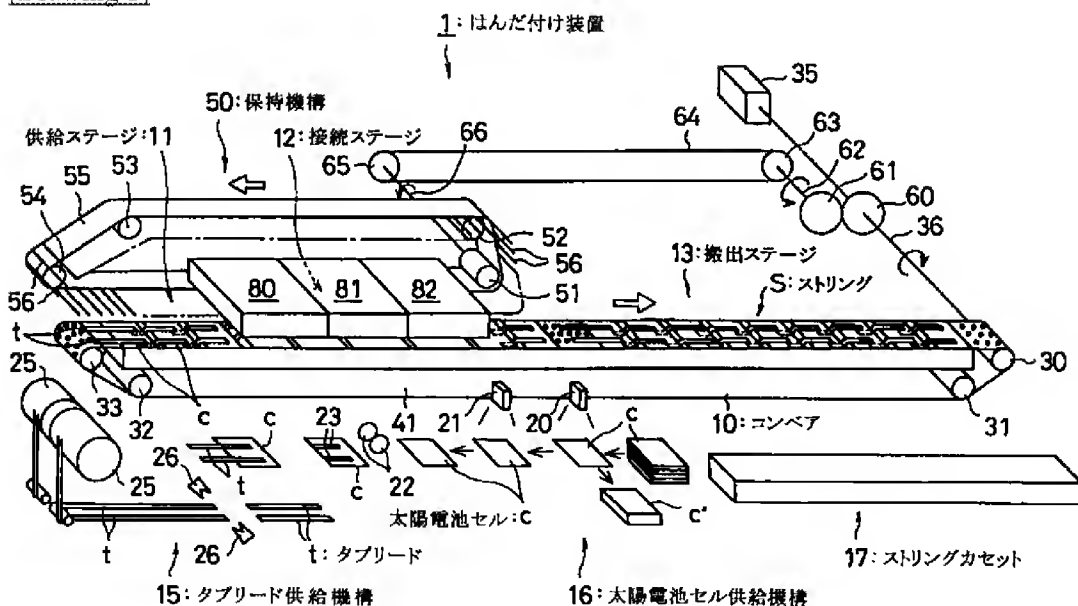 1：はんだ付け装置
35
50：保持機構
供給ステージ：11
12：接続ステージ
66
64
63
65
62
61
60
55
53
54
36
52
13：搬出ステージ
56
80
81
82
51
S：ストリング
56
t
30
25
33
32
c
41
21
20
10：コンベア
31
c
23
c
26
t
c
22
c
25
太陽電池セル：c
c'
t
26
t：タブリード
17：ストリングカセット
15：タブリード供給機構
16：太陽電池セル供給機構